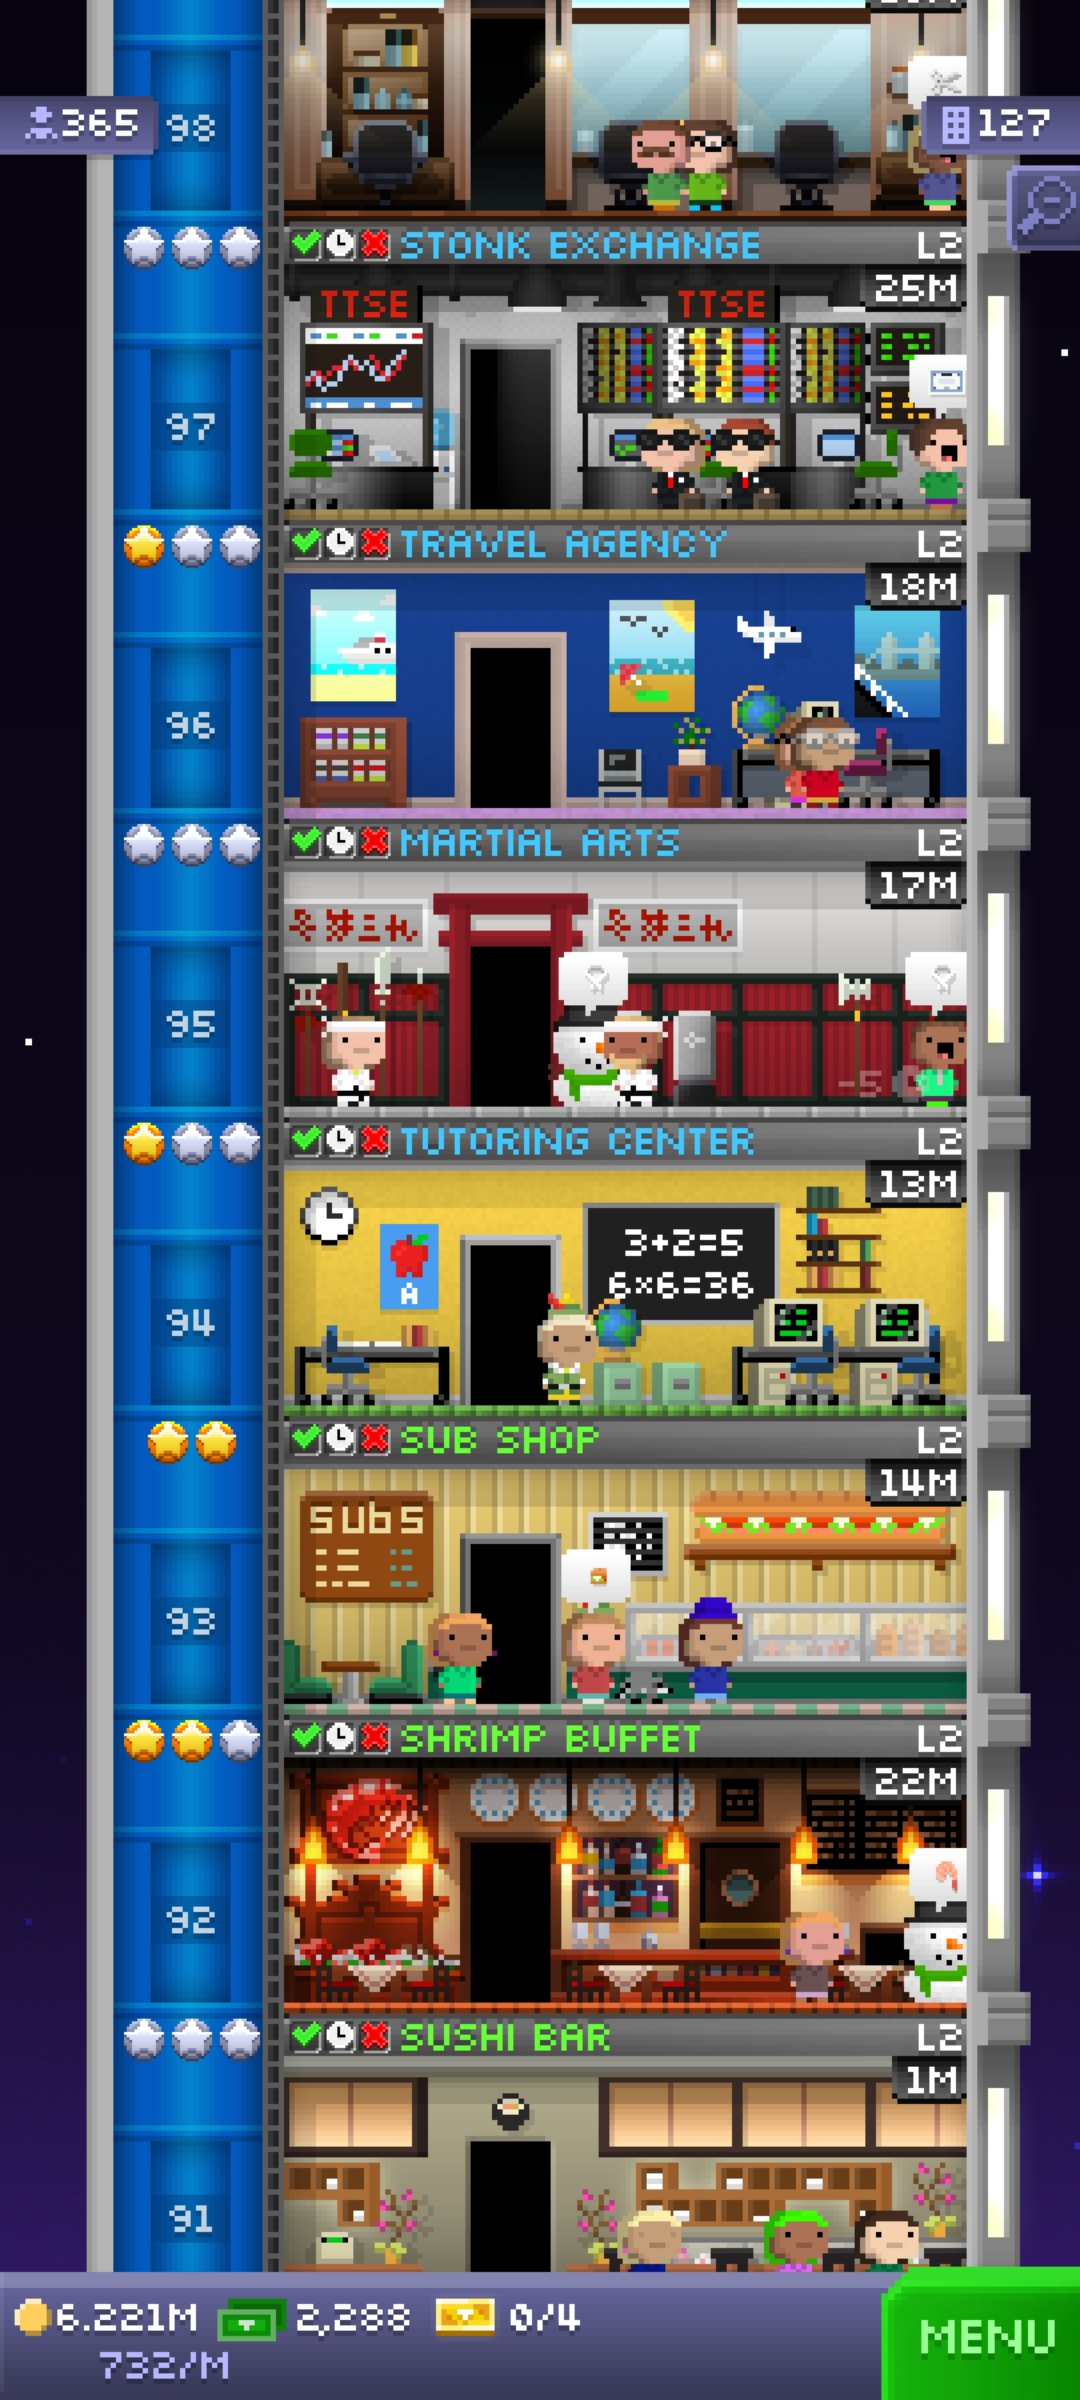 365
98
127
STONK EXCHANGE
L2
25M
TTSE
TTSE
97
TRAVEL AGENCY
L2
18M
96
MARTIAL ARTS
L2
17M
95
-5
TUTORING CENTER
L2
13M
3+2=5
6x6=36
A
94
SUB SHOP
L2
14M
subs
93
SHRIMP BUFFET
L2
22M
92
SUSHI BAR
L2
1M
91
6.221M
2,288
0/4
732/M
MENU